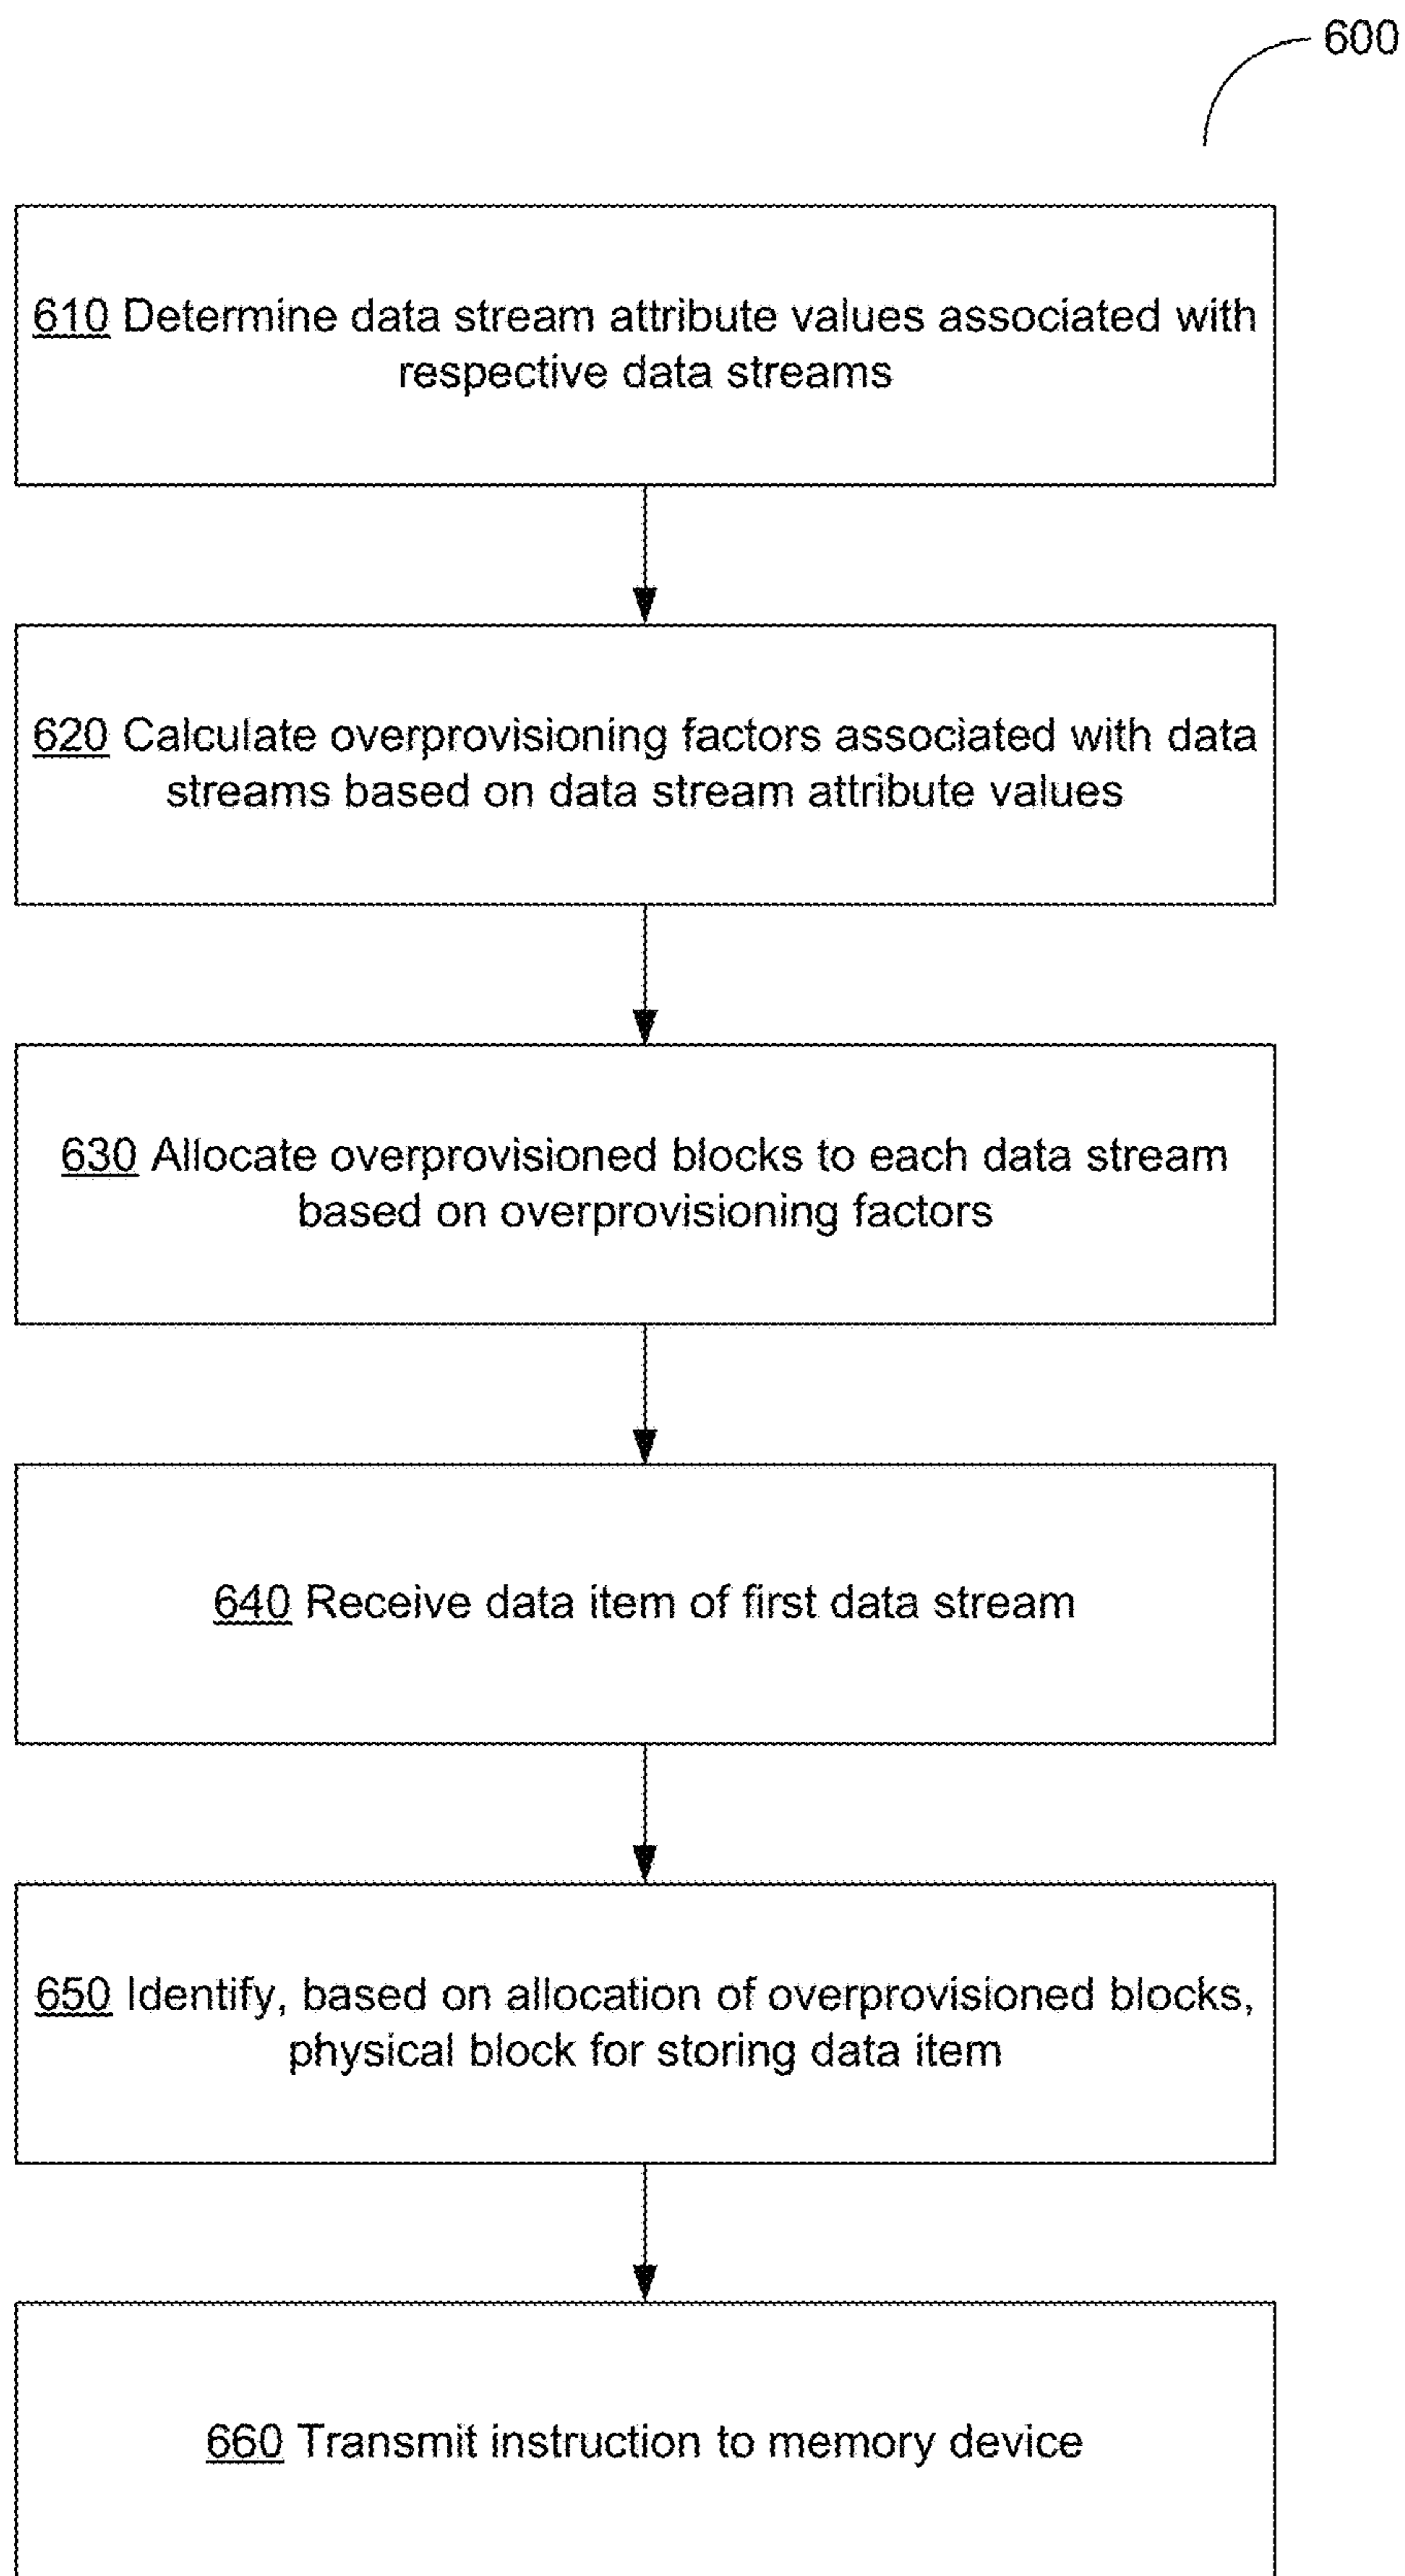 600
610 Determine data stream attribute values associated with
respective data streams
620 Calculate overprovisioning factors associated with data
streams based on data stream attribute values
630 Allocate overprovisioned blocks to each data stream
based on overprovisioning factors
640 Receive data item of first data stream
650 Identify, based on allocation of overprovisioned blocks,
physical block for storing data item
660 Transmit instruction to memory device